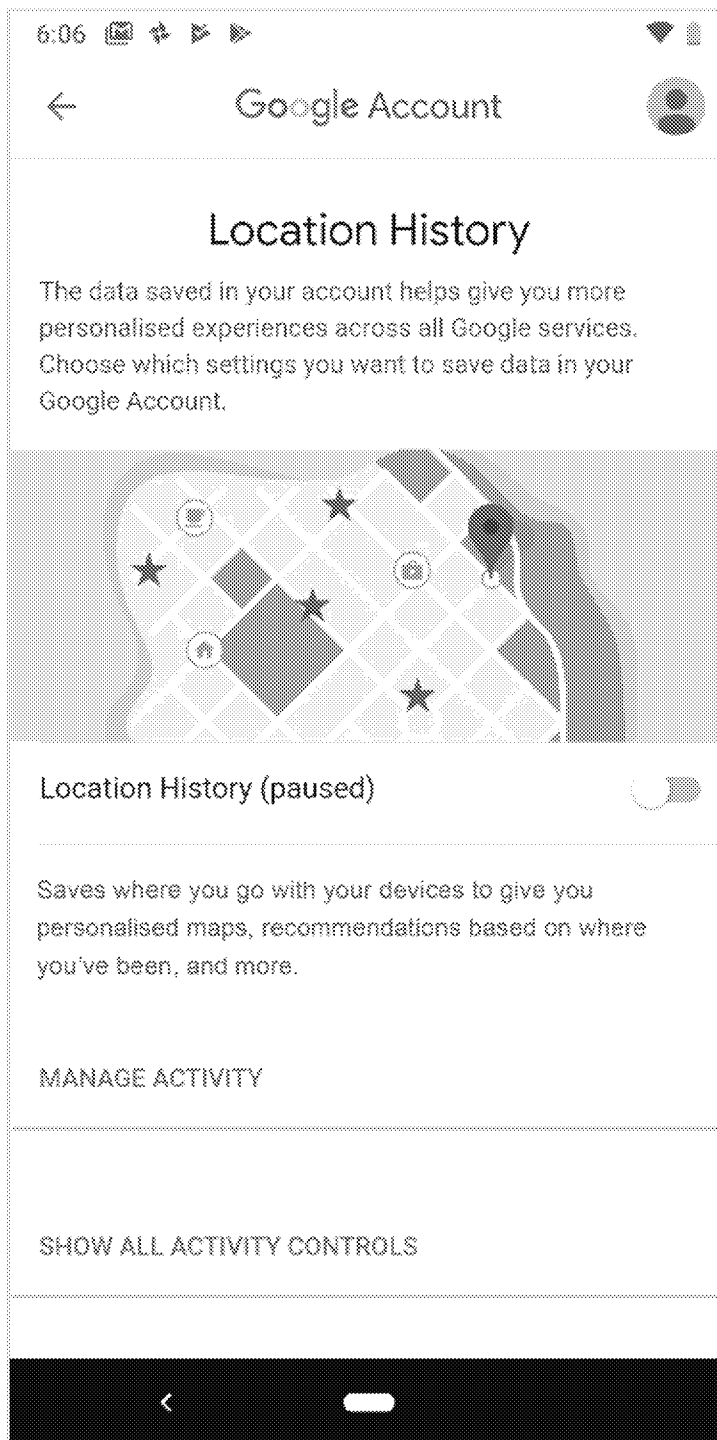 6:06
Google Account
Location History
The data saved in your account helps give you more
personalised experiences across all Google services.
Choose which settings you want to save data in your
Google Account.
Location History (paused)
Saves where you go with your devices to give you
personalised maps, recommendations based on where
you've been, and more.
MANAGE ACTIVITY
SHOW ALL ACTIVITY CONTROLS